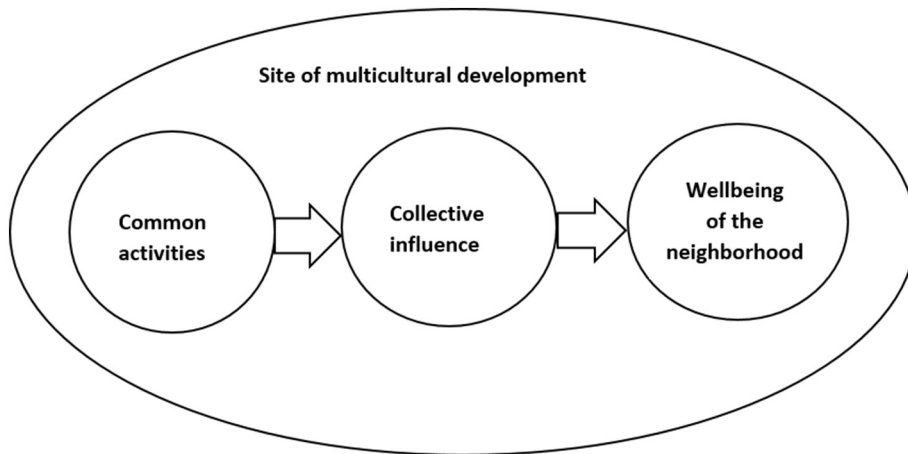 Site of multicultural development
Common
activities
Collective
influence
Wellbeing
of the
neighborhood